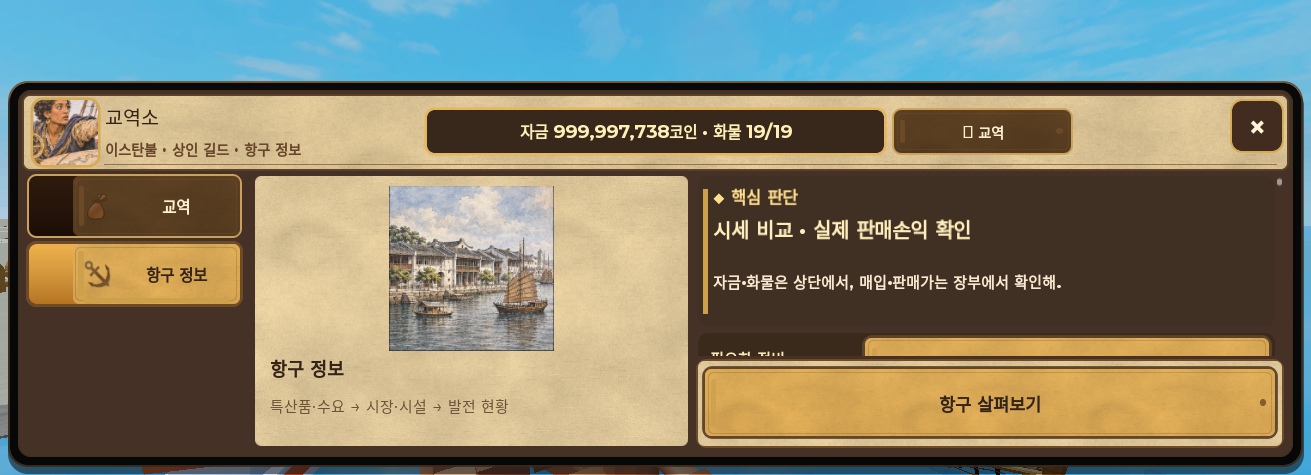 교역소
이스탄불 • 상인 길드 • 항구 정보
자금 999,997,738코인 • 화물 19/19
교역
×
교역
항구 정보
항구 정보
특산품·수요 → 시장·시설 → 발전 현황
◆ 핵심 판단
시세 비교 • 실제 판매손익 확인
자금•화물은 상단에서, 매입•판매가는 장부에서 확인해.
항구 살펴보기